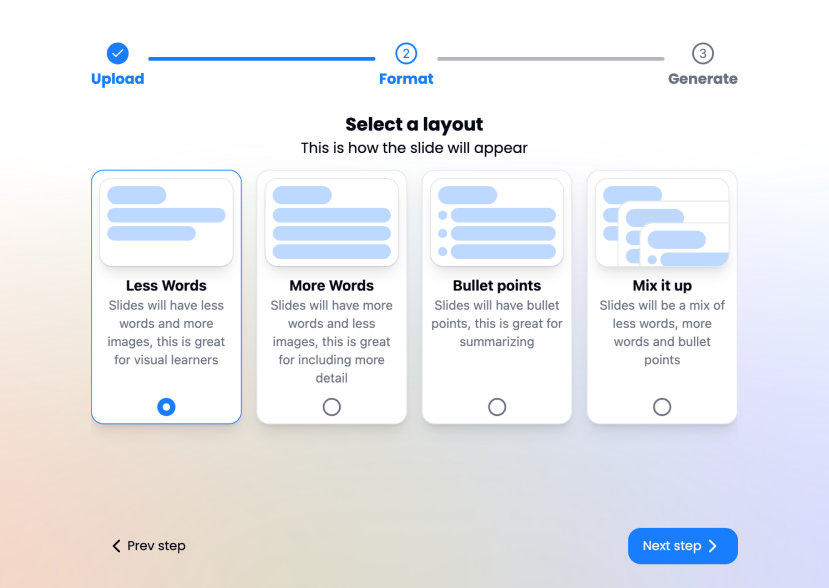 2
3
Upload
Format
Generate
Select a layout
This is how the slide will appear
Less Words
Slides will have less
words and more
images, this is great
for visual learners
More Words
Slides will have more
words and less
images, this is great
for including more
detail
Bullet points
Slides will have bullet
points, this is great for
summarizing
Mix it up
Slides will be a mix of
less words, more
words and bullet
points
Prev step
Next step